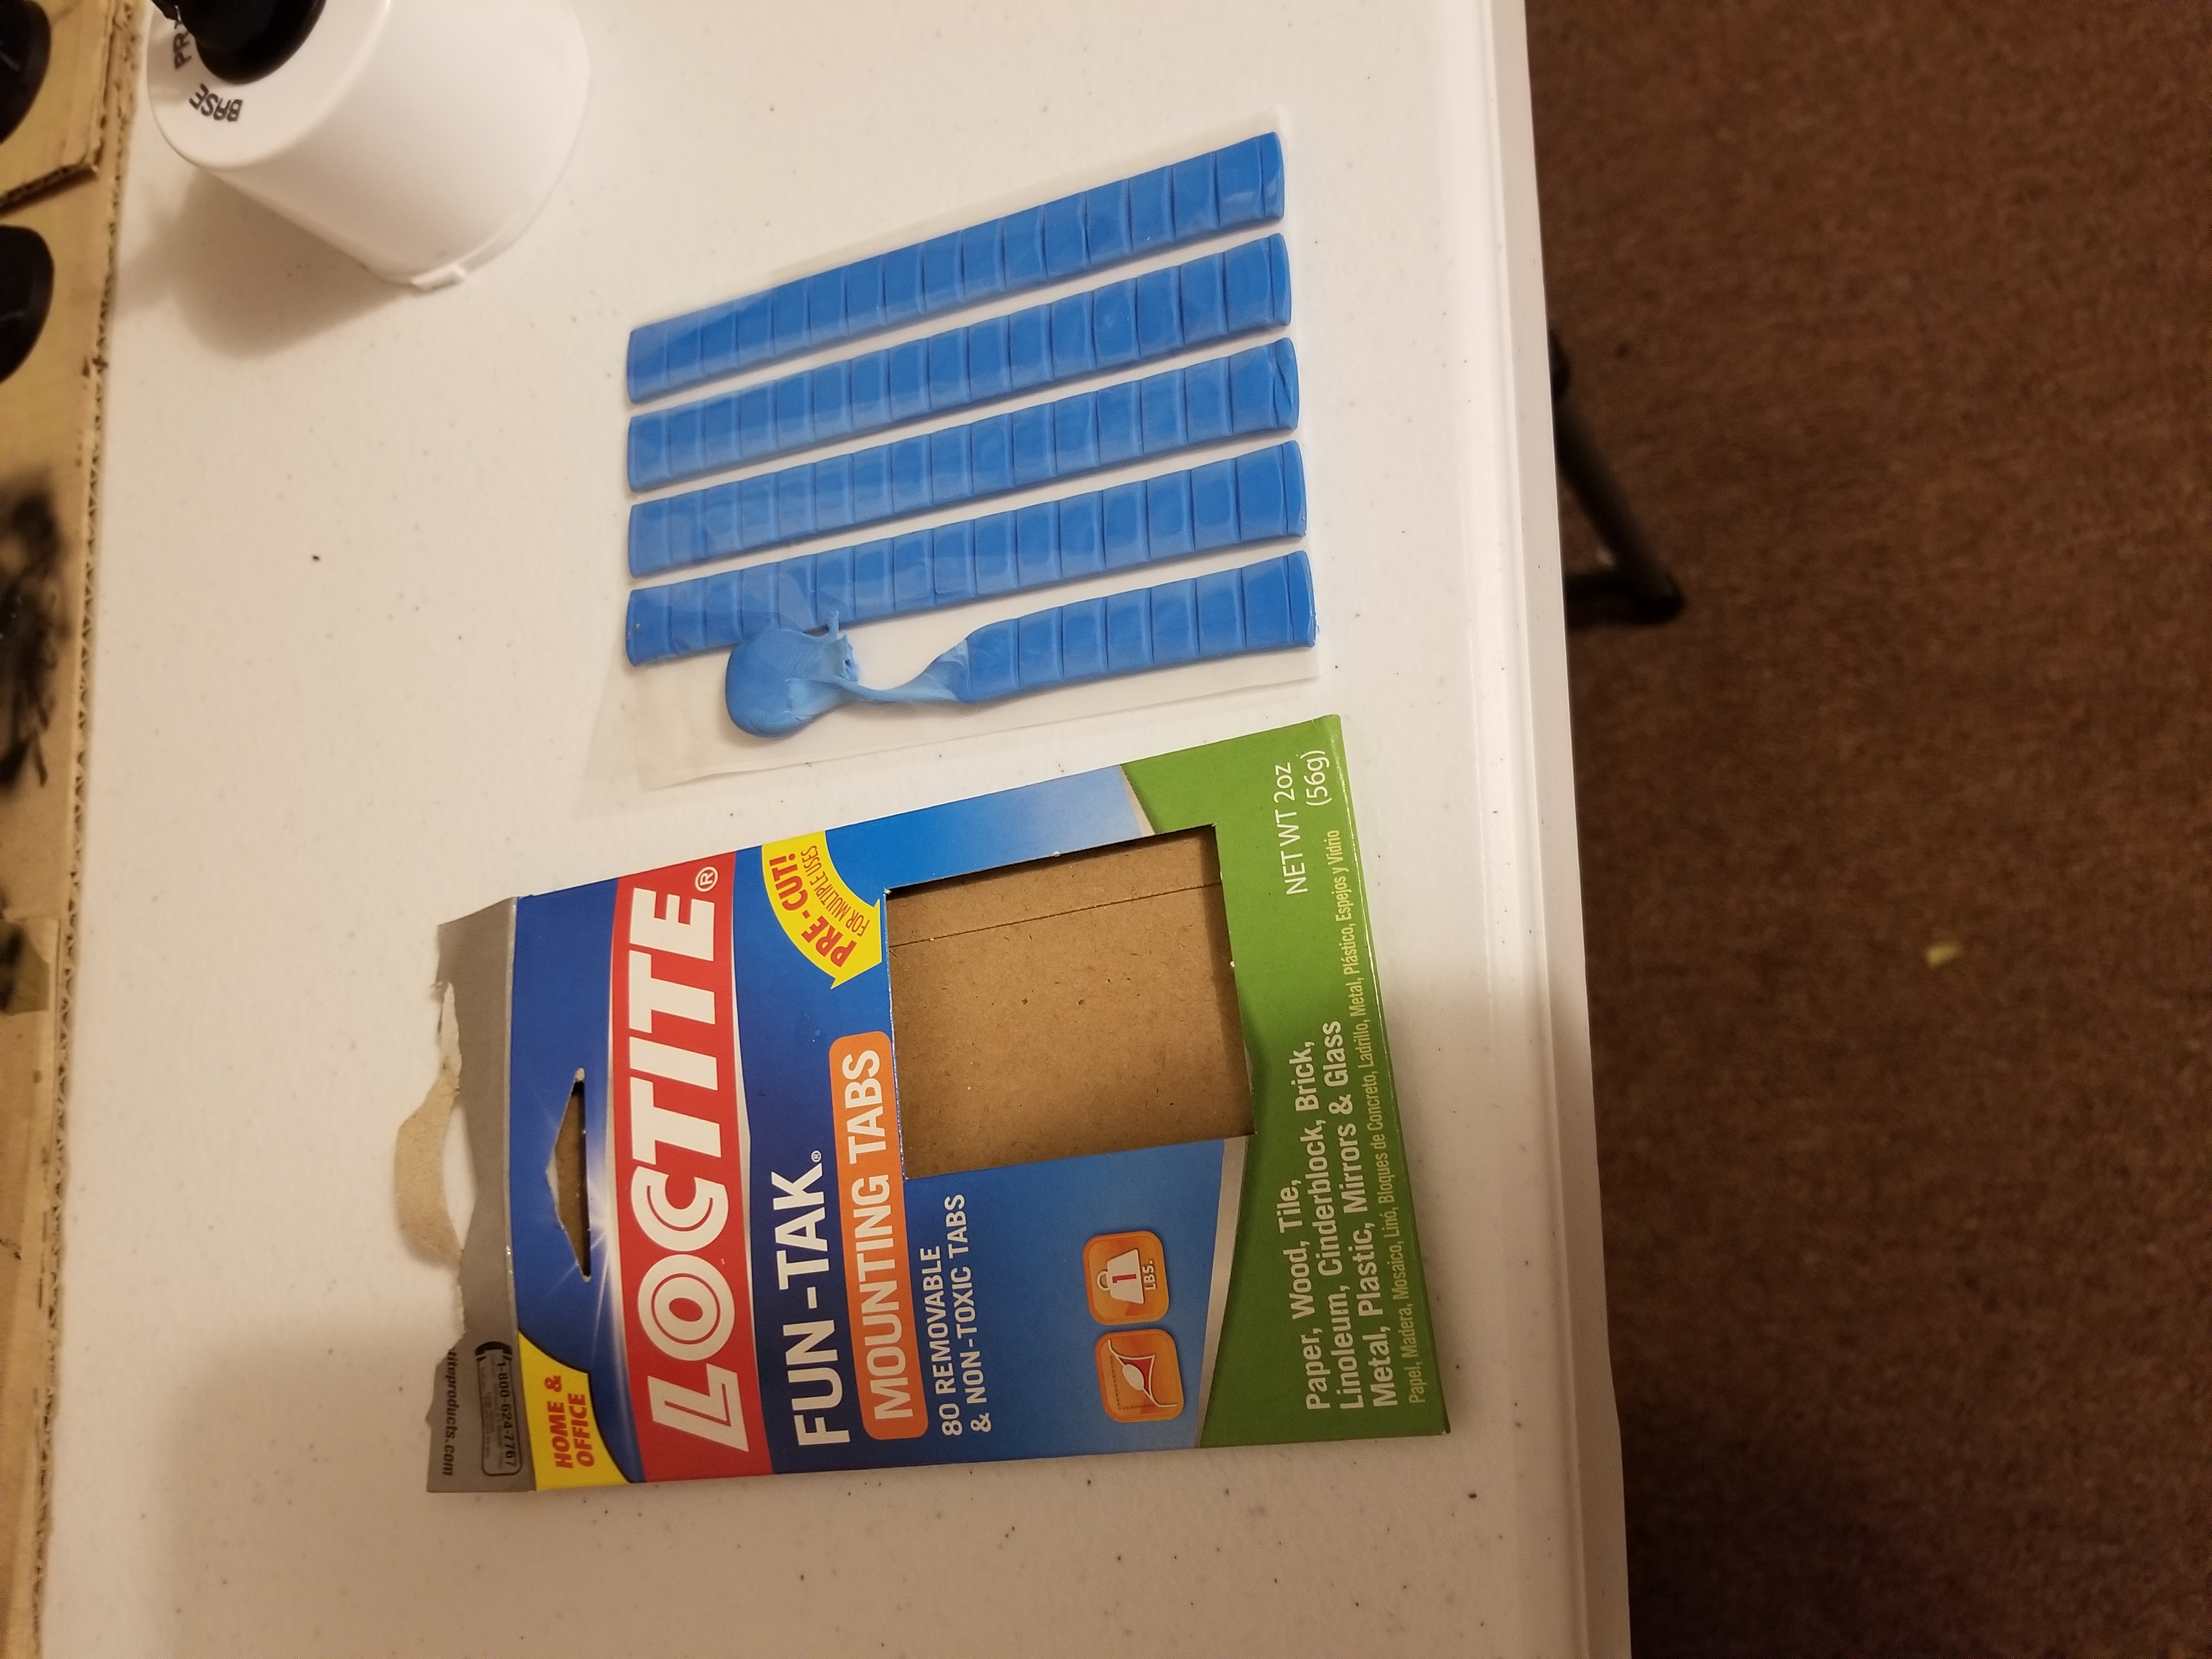 titeproducts.com
1-800-624-7767
HOME &
OFFICE
LOCTITE®
FUN-TAK®
MOUNTING TABS
PRE-CUT!
FOR MULTIPLE USES
80 REMOVABLE
& NON-TOXIC TABS
1
LBS.
Paper, Wood, Tile,
Linoleum, Cinderblock, Brick,
Metal, Plastic, Mirrors & Glass
Papel, Madera, Mosaico, Linó, Bloques de Concreto, Ladrillo, Metal, Plástico, Espejos y Vidrio
NET WT 2oz
(56g)
BASE